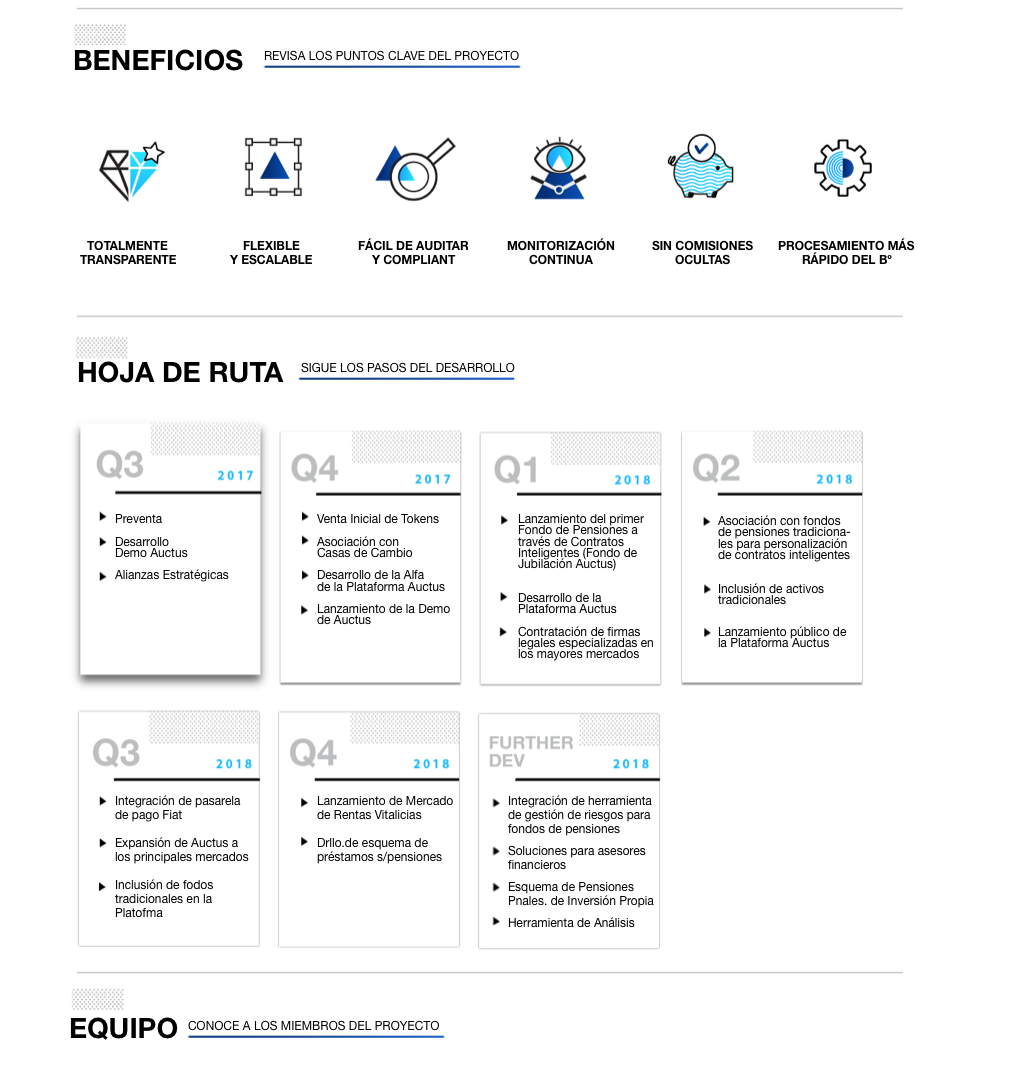 BENEFICIOS
REVISA LOS PUNTOS CLAVE DEL PROYECTO
TOTALMENTE
TRANSPARENTE
FLEXIBLE
Y ESCALABLE
FÁCIL DE AUDITAR
Y COMPLIANT
MONITORIZACIÓN
CONTINUA
SIN COMISIONES
OCULTAS
PROCESAMIENTO MÁS
RÁPIDO DEL Bº
HOJA DE RUTA
SIGUE LOS PASOS DEL DESARROLLO
Q3
2017
Preventa
Desarrollo
Demo Auctus
Alianzas Estratégicas
Q4
2017
Venta Inicial de Tokens
Asociación con
Casas de Cambio
Desarrollo de la Alfa
de la Plataforma Auctus
Lanzamiento de la Demo
de Auctus
Q1
2018
Lanzamiento del primer
Fondo de Pensiones a
través de Contratos
Inteligentes (Fondo de
Jubilación Auctus)
Desarrollo de la
Plataforma Auctus
Contratación de firmas
legales especializadas en
los mayores mercados
Q2
2018
Asociación con fondos
de pensiones tradiciona-
les para personalización
de contratos inteligentes
Inclusión de activos
tradicionales
Lanzamiento público de
la Plataforma Auctus
Q3
2018
Integración de pasarela
de pago Fiat
Expansión de Auctus a
los principales mercados
Inclusión de fodos
tradicionales en la
Platofma
Q4
2018
Lanzamiento de Mercado
de Rentas Vitalicias
Drllo.de esquema de
préstamos s/pensiones
FURTHER
DEV
2018
Integración de herramienta
de gestión de riesgos para
fondos de pensiones
Soluciones para asesores
financieros
Esquema de Pensiones
Pnales. de Inversión Propia
Herramienta de Análisis
EQUIPO
CONOCE A LOS MIEMBROS DEL PROYECTO